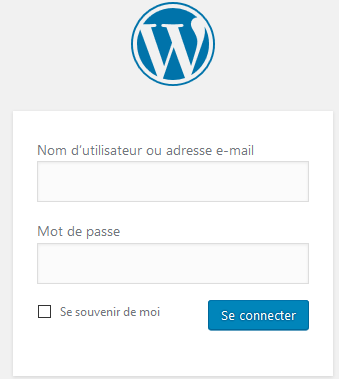 Nom d'utilisateur ou adresse e-mail
Mot de passe
Se souvenir de moi
Se connecter